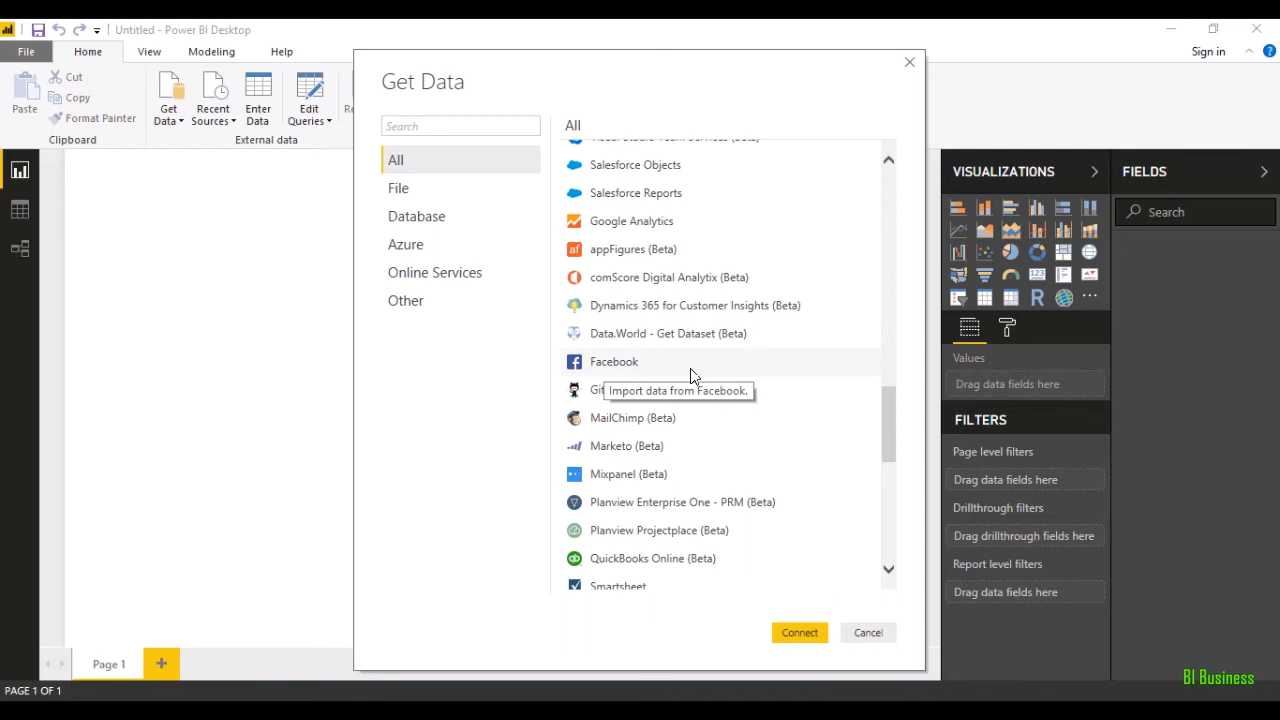 Untitled - Power BI Desktop
File
Home
View
Modeling
Help
Sign in
Paste
Cut
Copy
Format Painter
Clipboard
Get Data
Recent Sources
Enter Data
Edit Queries
External data
Get Data
Search
All
File
Database
Azure
Online Services
Other
All
Salesforce Objects
Salesforce Reports
Google Analytics
appFigures (Beta)
comScore Digital Analytix (Beta)
Dynamics 365 for Customer Insights (Beta)
Data.World - Get Dataset (Beta)
Facebook
Import data from Facebook.
MailChimp (Beta)
Marketo (Beta)
Mixpanel (Beta)
Planview Enterprise One - PRM (Beta)
Planview Projectplace (Beta)
QuickBooks Online (Beta)
Smartsheet
Connect
Cancel
VISUALIZATIONS
FIELDS
Search
Values
Drag data fields here
FILTERS
Page level filters
Drag data fields here
Drillthrough filters
Drag drillthrough fields here
Report level filters
Drag data fields here
Page 1
PAGE 1 OF 1
BI Business